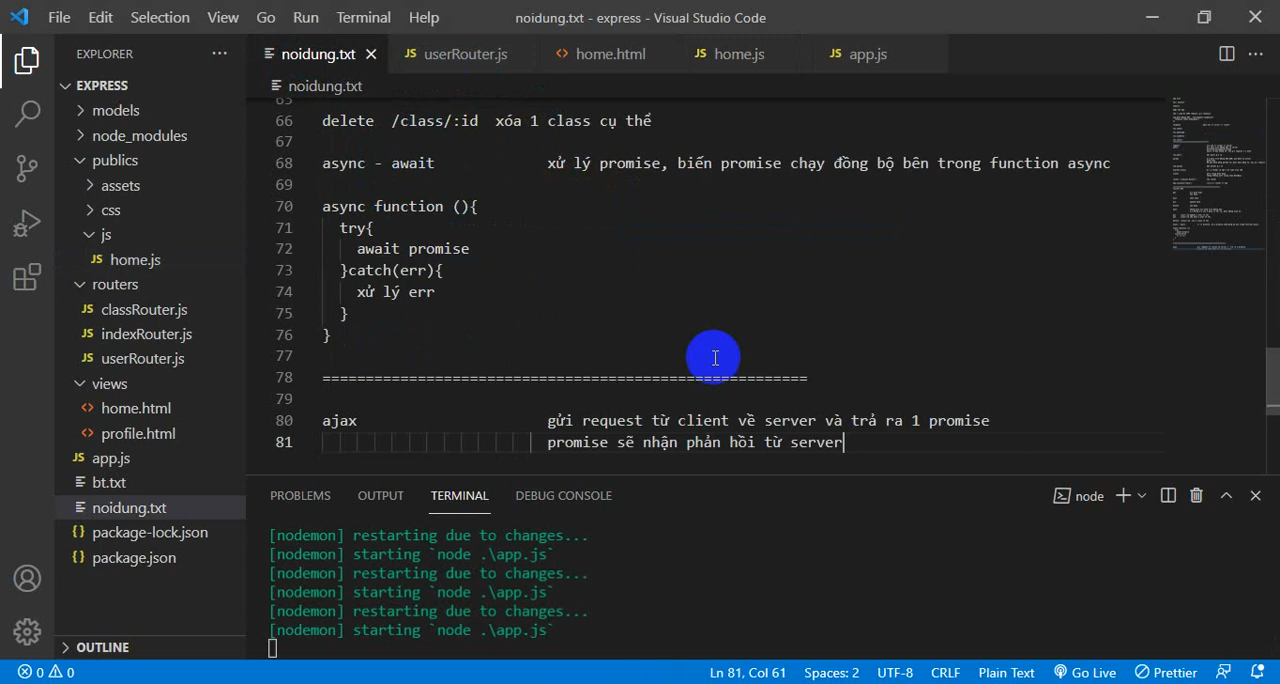 File Edit Selection View Go Run Terminal Help noidung.txt - express - Visual Studio Code
EXPLORER ... noidung.txt JS userRouter.js <> home.html JS home.js JS app.js ...
EXPRESS
noidung.txt
models
node_modules
publics
assets
css
js
JS home.js
routers
JS classRouter.js
JS indexRouter.js
JS userRouter.js
views
<> home.html
<> profile.html
JS app.js
bt.txt
noidung.txt
{} package-lock.json
{} package.json
OUTLINE
65
66 delete /class/:id xóa 1 class cụ thể
67
68 async - await xử lý promise, biến promise chạy đồng bộ bên trong function async
69
70 async function (){
71 try{
72 await promise
73 }catch(err){
74 xử lý err
75 }
76 }
77
78 ========================================================
79
80 ajax gửi request từ client về server và trả ra 1 promise
81 promise sẽ nhận phản hồi từ server
PROBLEMS OUTPUT TERMINAL DEBUG CONSOLE node
[nodemon] restarting due to changes...
[nodemon] starting `node .\app.js`
[nodemon] restarting due to changes...
[nodemon] starting `node .\app.js`
[nodemon] restarting due to changes...
[nodemon] starting `node .\app.js`
0 0 Ln 81, Col 61 Spaces: 2 UTF-8 CRLF Plain Text Go Live Prettier